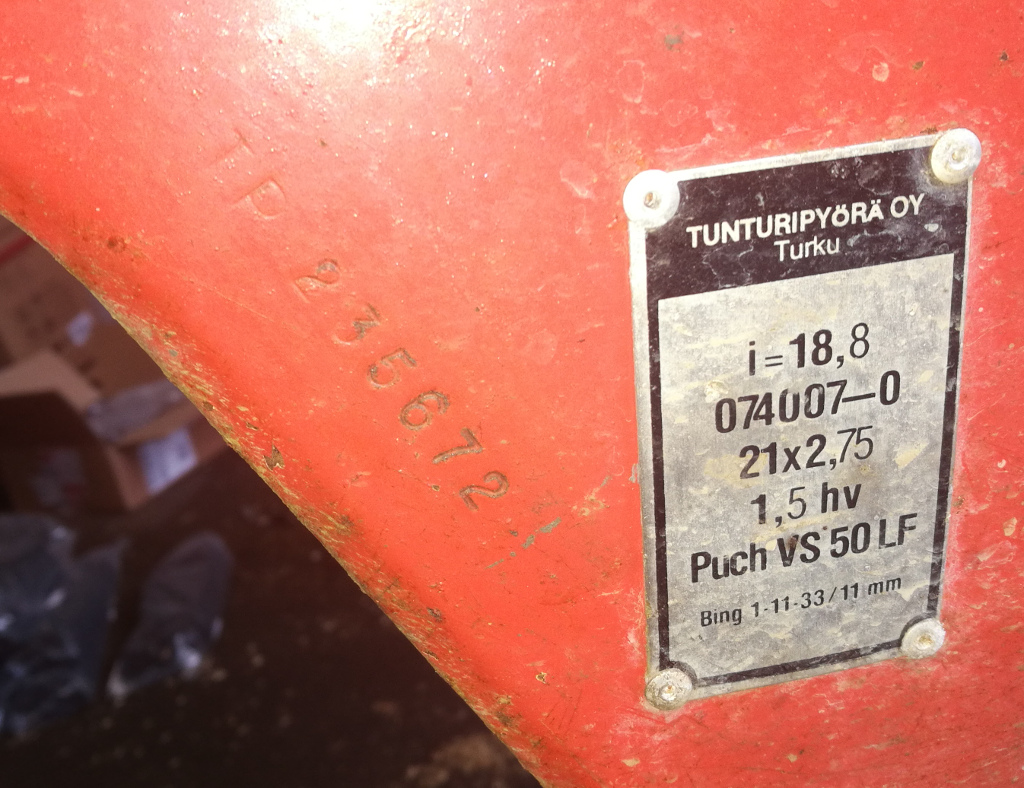 TP 235672
TUNTURIPYÖRÄ OY
Turku
i=18,8
074007-0
21x2,75
1,5 hv
Puch VS 50 LF
Bing 1-11-33/11 mm